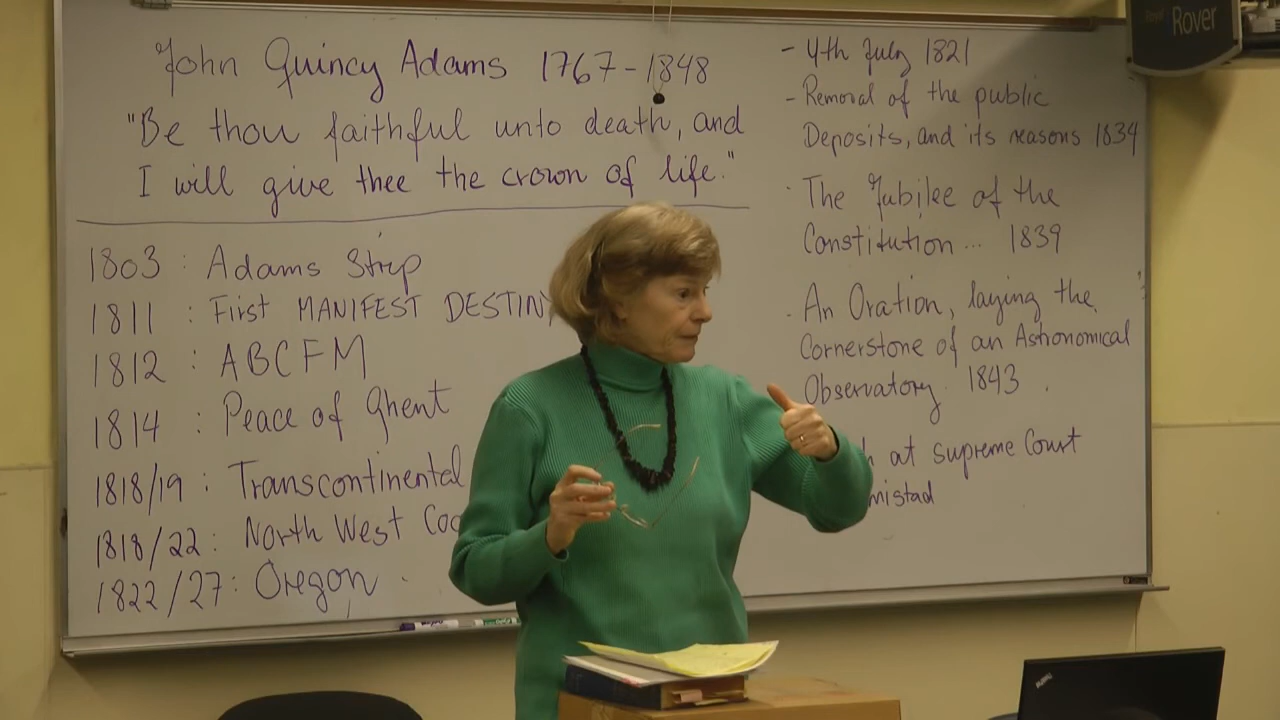 John Quincy Adams 1767-1848
"Be thou faithful unto death, and
I will give thee the crown of life."
1803 : Adams Strip
1811 : First MANIFEST DESTIN
1812 : ABCFM
1814 : Peace of Ghent
1818/19 : Transcontinental
1818/22 : North West Coa
1822/27 : Oregon
- 4th July 1821
- Removal of the public
Deposits, and its reasons 1834
· The Jubilee of the
Constitution ... 1839
· An Oration, laying the
Cornerstone of an Astronomical
Observatory. 1843
h at supreme Court
mistad
Rover